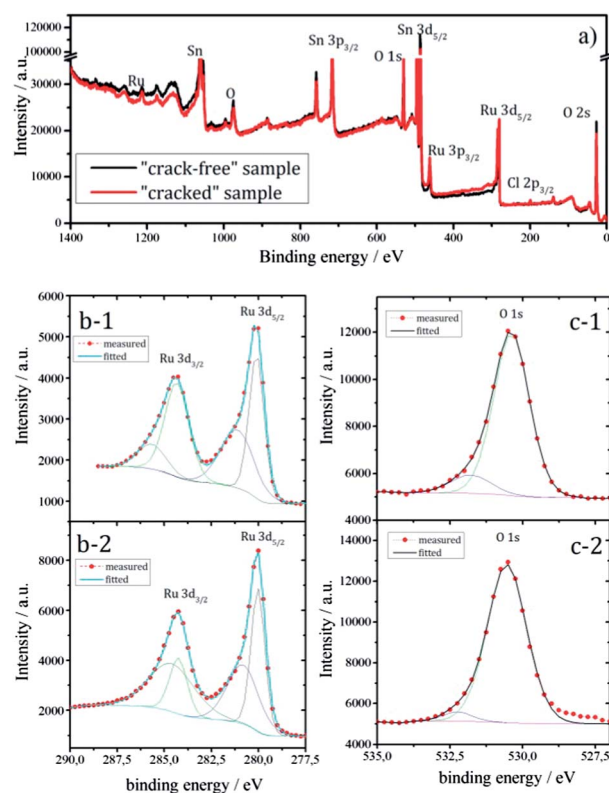 a)
120000
100000
30000
20000
10000
0
Intensity / a.u.
Ru
Sn
O
Sn 3p3/2
O 1s
Sn 3d5/2
Ru 3p3/2
Ru 3d5/2
Cl 2p3/2
O 2s
"crack-free" sample
"cracked" sample
1400 1200 1000 800 600 400 200 0
Binding energy / eV
b-1
measured
fitted
Ru 3d3/2
Ru 3d5/2
6000
5000
4000
3000
2000
1000
Intensity / a.u.
c-1
measured
fitted
O 1s
12000
10000
8000
6000
4000
Intensity / a.u.
b-2
measured
fitted
Ru 3d3/2
Ru 3d5/2
8000
6000
4000
2000
Intensity / a.u.
290,0 287,5 285,0 282,5 280,0 277,5
binding energy / eV
c-2
measured
fitted
O 1s
14000
12000
10000
8000
6000
4000
Intensity / a.u.
535,0 532,5 530,0 527,5
binding energy / eV